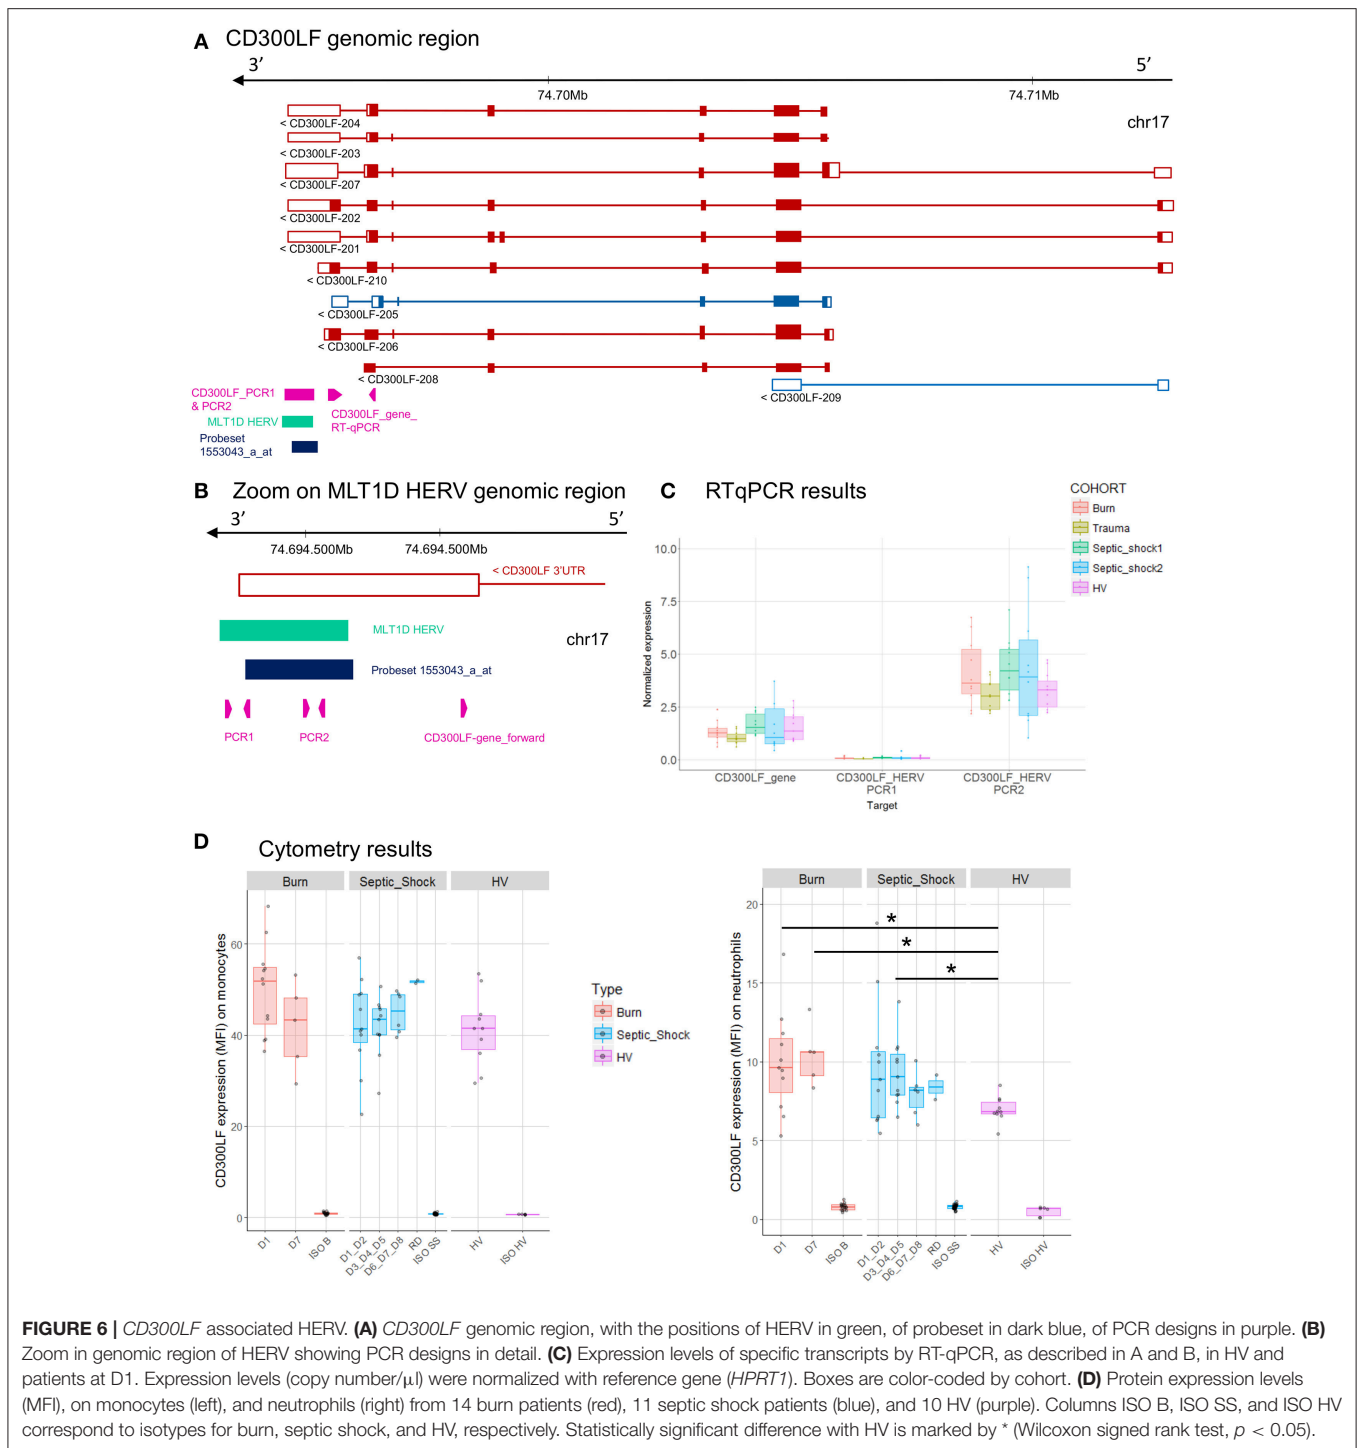 A CD300LF genomic region
3’ 5’
74.70Mb 74.71Mb
chr17
< CD300LF-204
< CD300LF-203
< CD300LF-207
< CD300LF-202
< CD300LF-201
< CD300LF-210
< CD300LF-205
< CD300LF-206
< CD300LF-208
< CD300LF-209
CD300LF_PCR1
& PCR2
CD300LF_gene_
RT-qPCR
MLT1D HERV
Probeset
1553043_a_at
B Zoom on MLT1D HERV genomic region
3’ 5’
74.694.500Mb 74.694.500Mb
< CD300LF 3’UTR
MLT1D HERV
chr17
Probeset 1553043_a_at
PCR1 PCR2 CD300LF-gene_forward
C RTqPCR results
COHORT
Burn
Trauma
Septic_shock1
Septic_shock2
HV
Normalized expression
10.0
7.5
5.0
2.5
0.0
CD300LF_gene CD300LF_HERV CD300LF_HERV
PCR1 PCR2
Target
D Cytometry results
Burn Septic_Shock HV
CD300LF expression (MFI) on monocytes
60
40
20
0
D1 D7 ISO B D1_D2 D3_D4_D5 D6_D7_D8 RD ISO SS HV ISO HV
Type
Burn
Septic_Shock
HV
Burn Septic_Shock HV
CD300LF expression (MFI) on neutrophils
20
15
10
5
0
*
*
*
D1 D7 ISO B D1_D2 D3_D4_D5 D6_D7_D8 RD ISO SS HV ISO HV
FIGURE 6 | CD300LF associated HERV. (A) CD300LF genomic region, with the positions of HERV in green, of probeset in dark blue, of PCR designs in purple. (B)
Zoom in genomic region of HERV showing PCR designs in detail. (C) Expression levels of specific transcripts by RT-qPCR, as described in A and B, in HV and
patients at D1. Expression levels (copy number/µl) were normalized with reference gene (HPRT1). Boxes are color-coded by cohort. (D) Protein expression levels
(MFI), on monocytes (left), and neutrophils (right) from 14 burn patients (red), 11 septic shock patients (blue), and 10 HV (purple). Columns ISO B, ISO SS, and ISO HV
correspond to isotypes for burn, septic shock, and HV, respectively. Statistically significant difference with HV is marked by * (Wilcoxon signed rank test, p < 0.05).